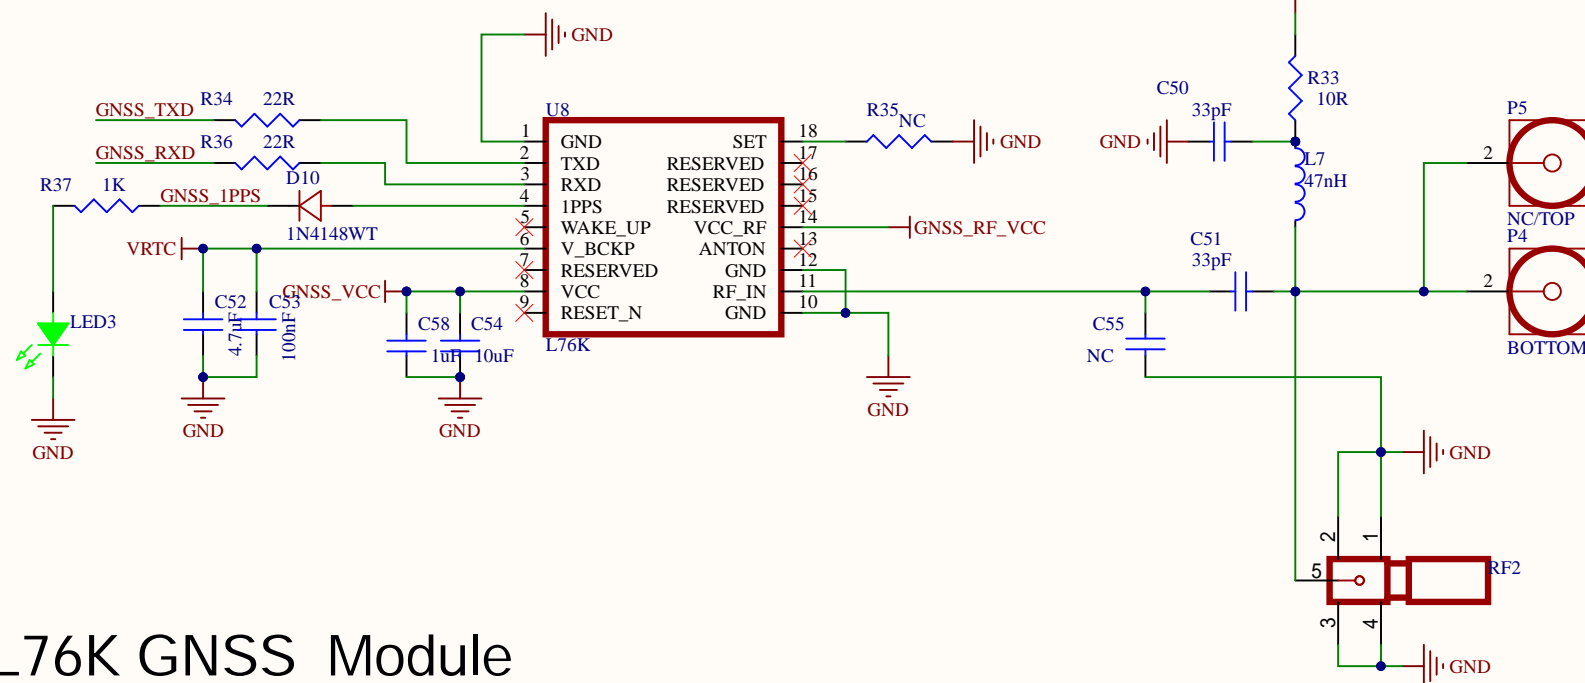 GND
GNSS_TXD
R34
22R
GNSS_RXD
R36
22R
R37
1K
GNSS_1PPS
D10
1N4148WT
VRTC
C52
4.7uF
C53
100nF
GNSS_VCC
C58
1uF
C54
10uF
LED3
GND
GND
GND
U8
1 GND
2 TXD
3 RXD
4 1PPS
5 WAKE_UP
6 V_BCKP
7 RESERVED
8 VCC
9 RESET_N
SET 18
RESERVED 17
RESERVED 16
RESERVED 15
VCC_RF 14
ANTON 13
GND 12
RF_IN 11
GND 10
L76K
R35
NC
GND
GNSS_RF_VCC
GND
C50
33pF
GND
R33
10R
L7
47nH
C51
33pF
C55
NC
P5
2
NC/TOP
P4
2
BOTTOM
GND
2
1
5
RF2
3
4
GND
L76K GNSS Module